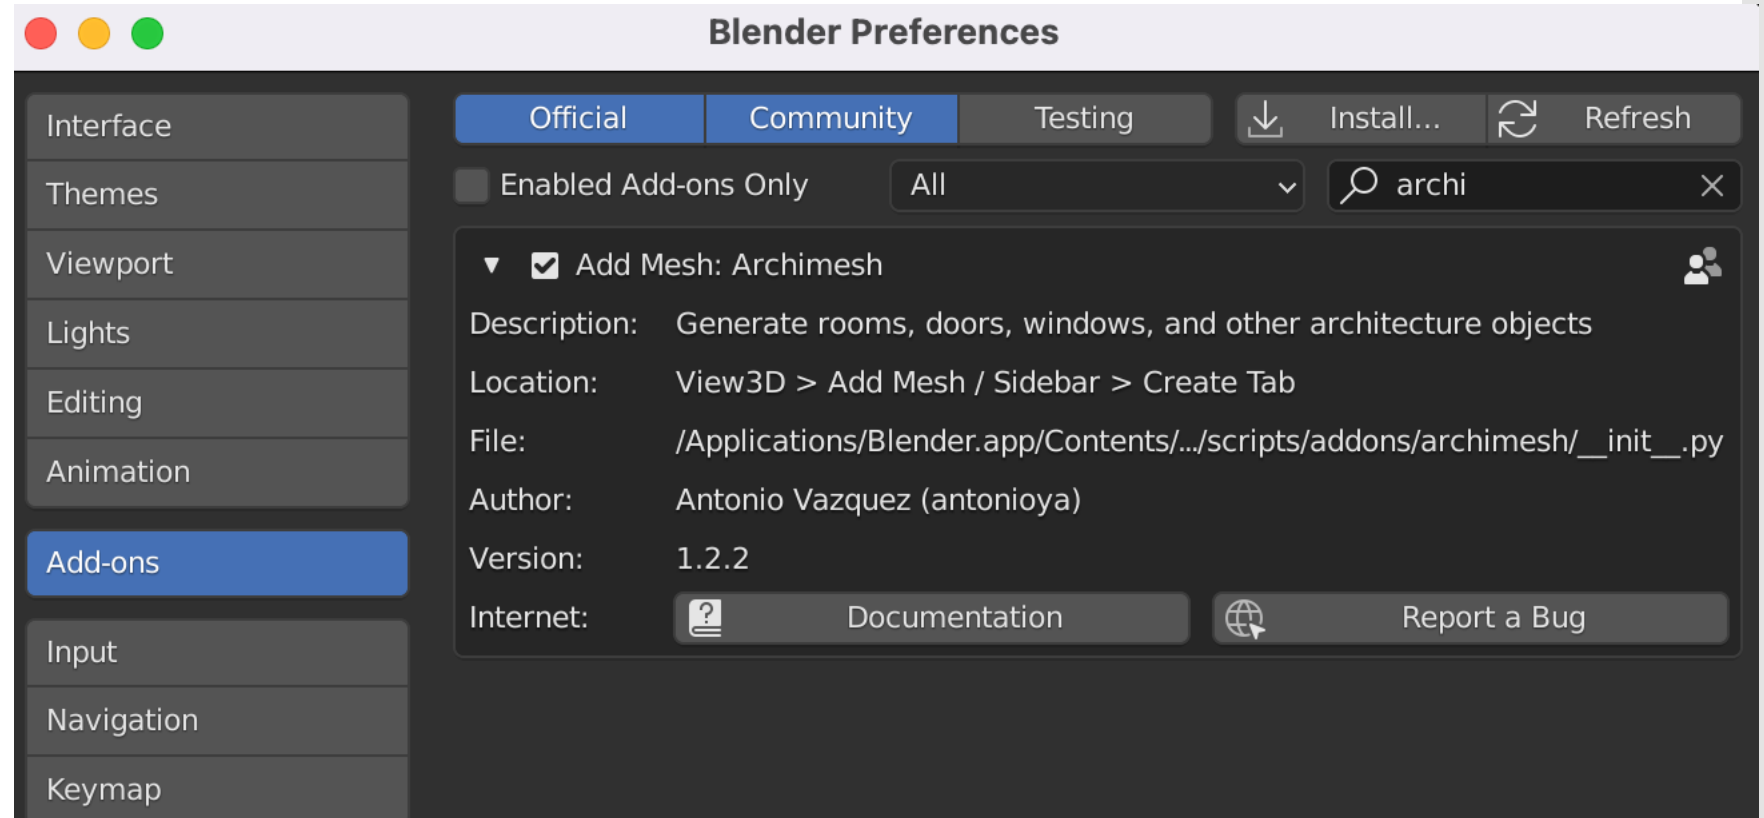 Blender Preferences
Interface
Themes
Viewport
Lights
Editing
Animation
Add-ons
Input
Navigation
Keymap
Official Community Testing Install... Refresh
Enabled Add-ons Only All archi
Add Mesh: Archimesh
Description: Generate rooms, doors, windows, and other architecture objects
Location: View3D > Add Mesh / Sidebar > Create Tab
File: /Applications/Blender.app/Contents/.../scripts/addons/archimesh/__init__.py
Author: Antonio Vazquez (antonioya)
Version: 1.2.2
Internet: Documentation Report a Bug